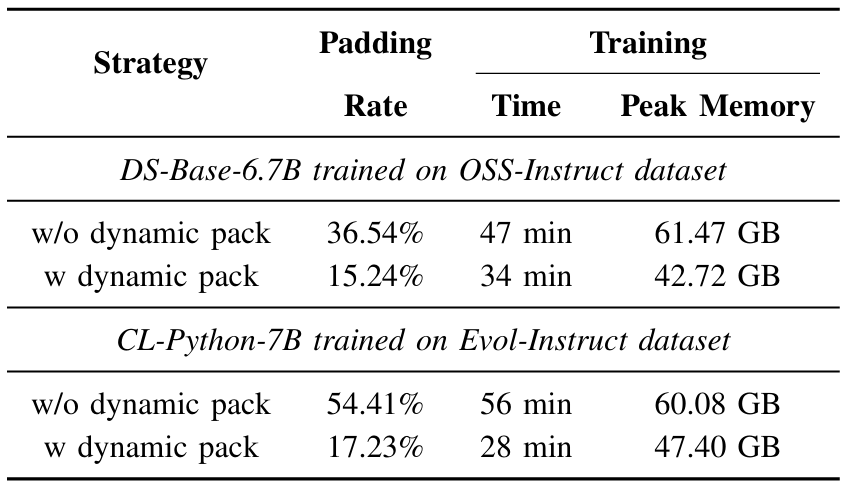 Strategy Padding Rate Training
Time Peak Memory
DS-Base-6.7B trained on OSS-Instruct dataset
w/o dynamic pack 36.54% 47 min 61.47 GB
w dynamic pack 15.24% 34 min 42.72 GB
CL-Python-7B trained on Evol-Instruct dataset
w/o dynamic pack 54.41% 56 min 60.08 GB
w dynamic pack 17.23% 28 min 47.40 GB